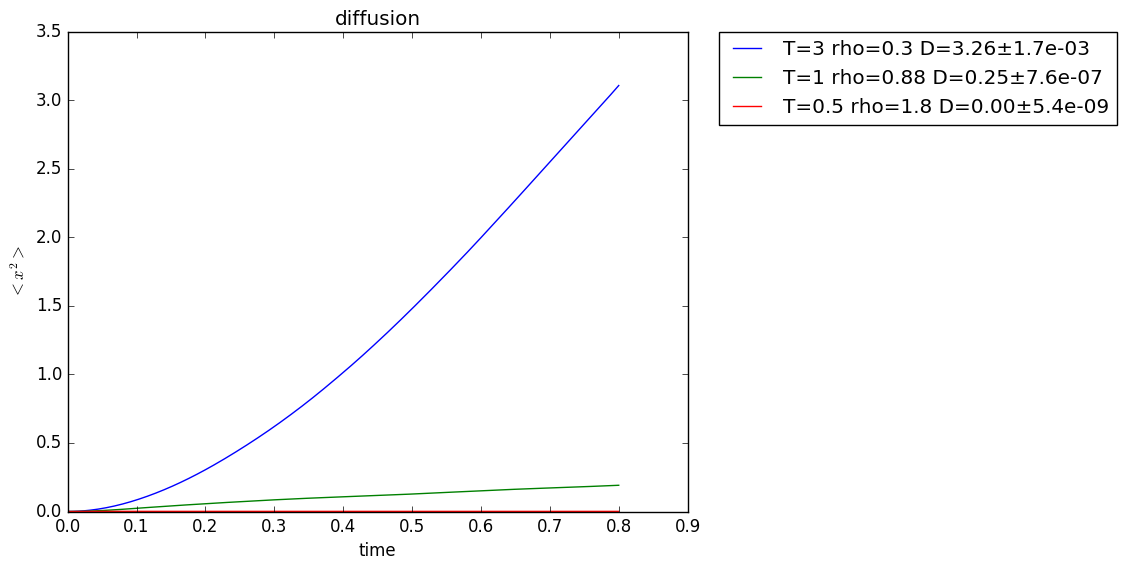 diffusion
T=3 rho=0.3 D=3.26±1.7e-03
T=1 rho=0.88 D=0.25±7.6e-07
T=0.5 rho=1.8 D=0.00±5.4e-09
3.5
3.0
2.5
2.0
1.5
1.0
0.5
0.0
< x² >
0.0 0.1 0.2 0.3 0.4 0.5 0.6 0.7 0.8 0.9
time